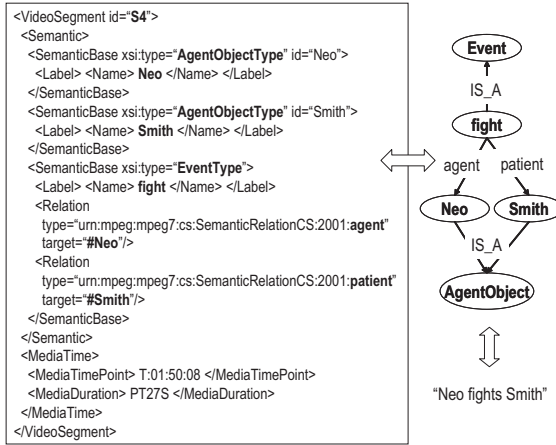 <VideoSegment id=“S4”>
<Semantic>
<SemanticBase xsi:type=“AgentObjectType” id=“Neo”>
<Label> <Name> Neo </Name> </Label>
</SemanticBase>
<SemanticBase xsi:type=“AgentObjectType” id=“Smith”>
<Label> <Name> Smith </Name> </Label>
</SemanticBase>
<SemanticBase xsi:type=“EventType”>
<Label> <Name> fight </Name> </Label>
<Relation
type=“urn:mpeg:mpeg7:cs:SemanticRelationCS:2001:agent”
target=“#Neo”/>
<Relation
type=“urn:mpeg:mpeg7:cs:SemanticRelationCS:2001:patient”
target=“#Smith”/>
</SemanticBase>
</Semantic>
<MediaTime>
<MediaTimePoint> T:01:50:08 </MediaTimePoint>
<MediaDuration> PT27S </MediaDuration>
</MediaTime>
</VideoSegment>
Event
IS_A
fight
agent patient
Neo Smith
IS_A
AgentObject
“Neo fights Smith”